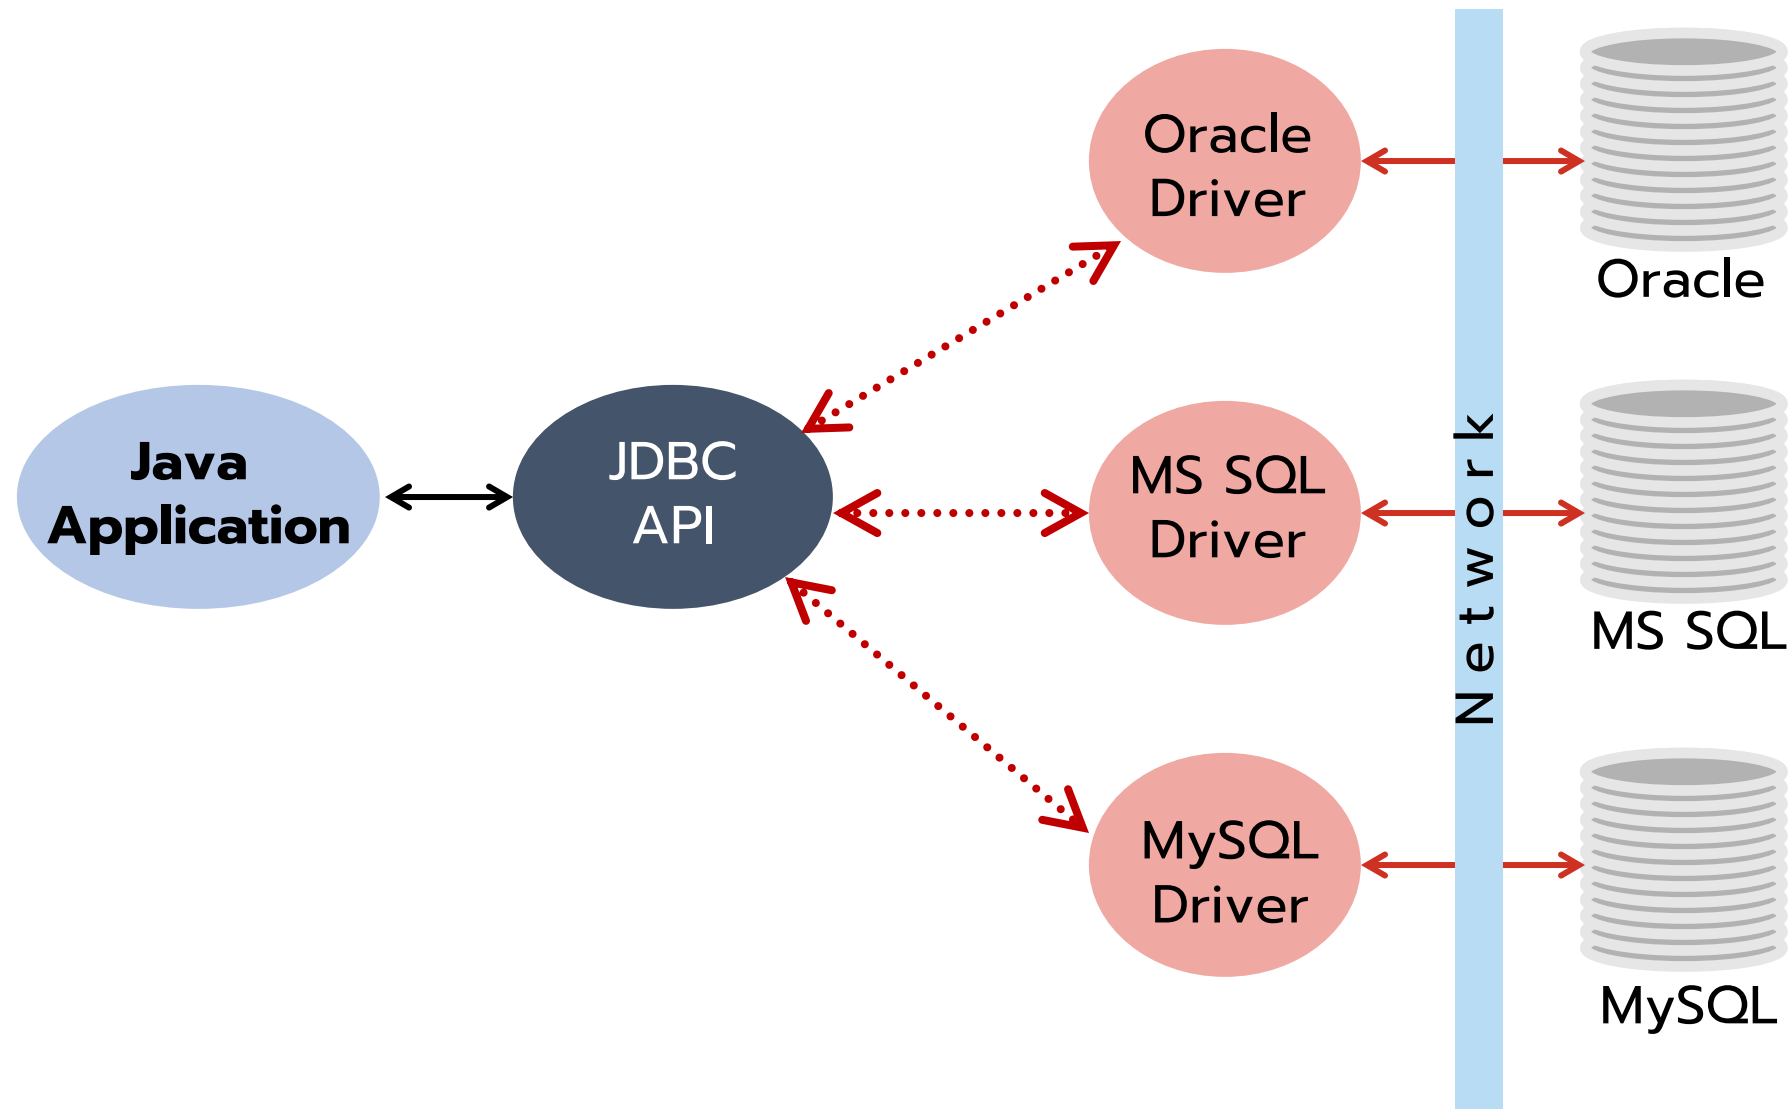 Java
Application
JDBC
API
Oracle
Driver
MS SQL
Driver
MySQL
Driver
Network
Oracle
MS SQL
MySQL